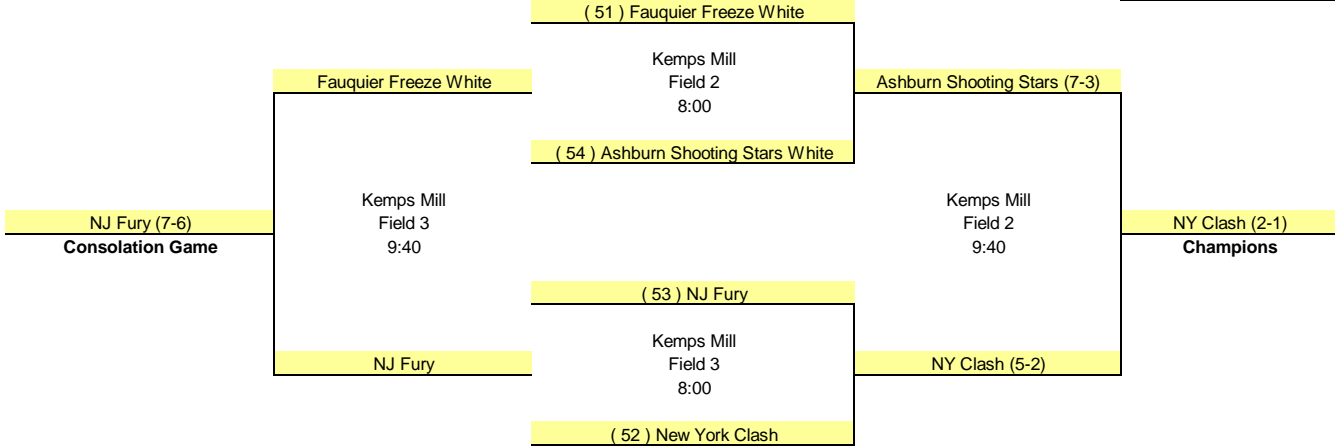 ( 51 ) Fauquier Freeze White
Kemps Mill
Fauquier Freeze White
Field 2
Ashburn Shooting Stars (7-3)
8:00
( 54 ) Ashburn Shooting Stars White
Kemps Mill
Kemps Mill
NJ Fury (7-6)
Field 3
Field 2
NY Clash (2-1)
Consolation Game
9:40
9:40
Champions
( 53 ) NJ Fury
Kemps Mill
NJ Fury
Field 3
NY Clash (5-2)
8:00
( 52 ) New York Clash